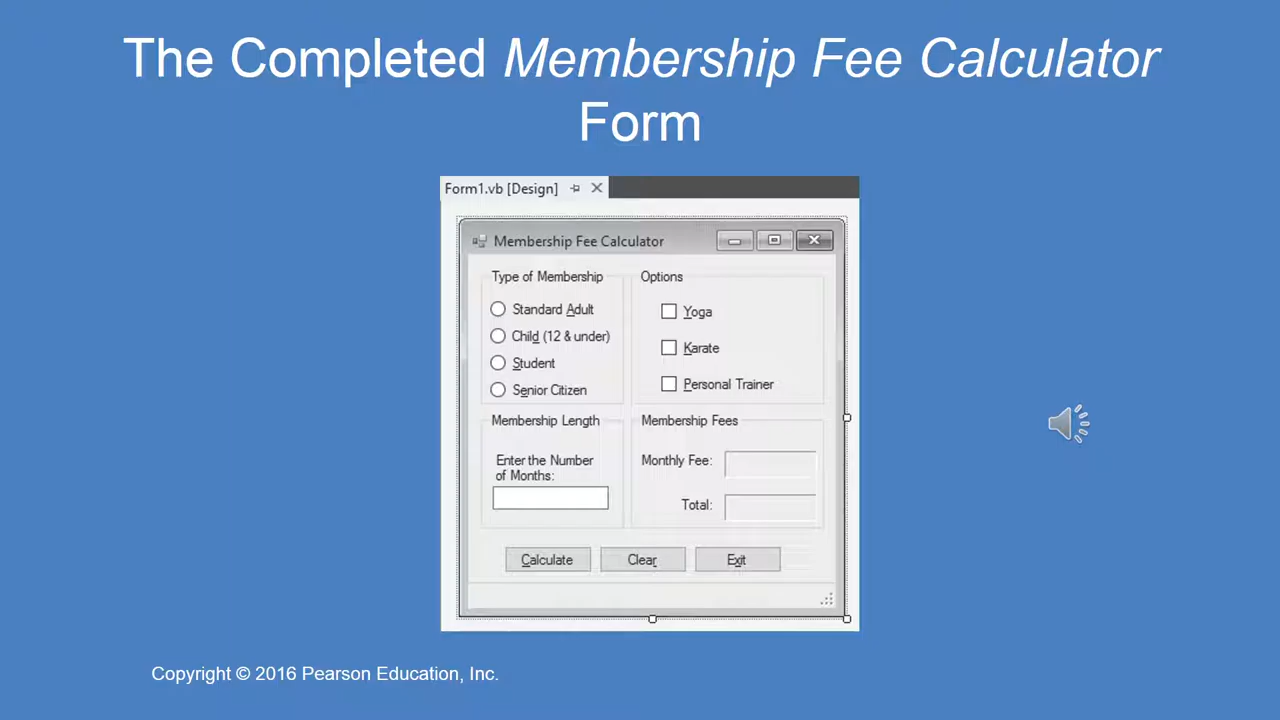 The Completed Membership Fee Calculator
Form
Form1.vb [Design]
Membership Fee Calculator
Type of Membership
Standard Adult
Child (12 & under)
Student
Senior Citizen
Options
Yoga
Karate
Personal Trainer
Membership Length
Enter the Number
of Months:
Membership Fees
Monthly Fee:
Total:
Calculate
Clear
Exit
Copyright © 2016 Pearson Education, Inc.